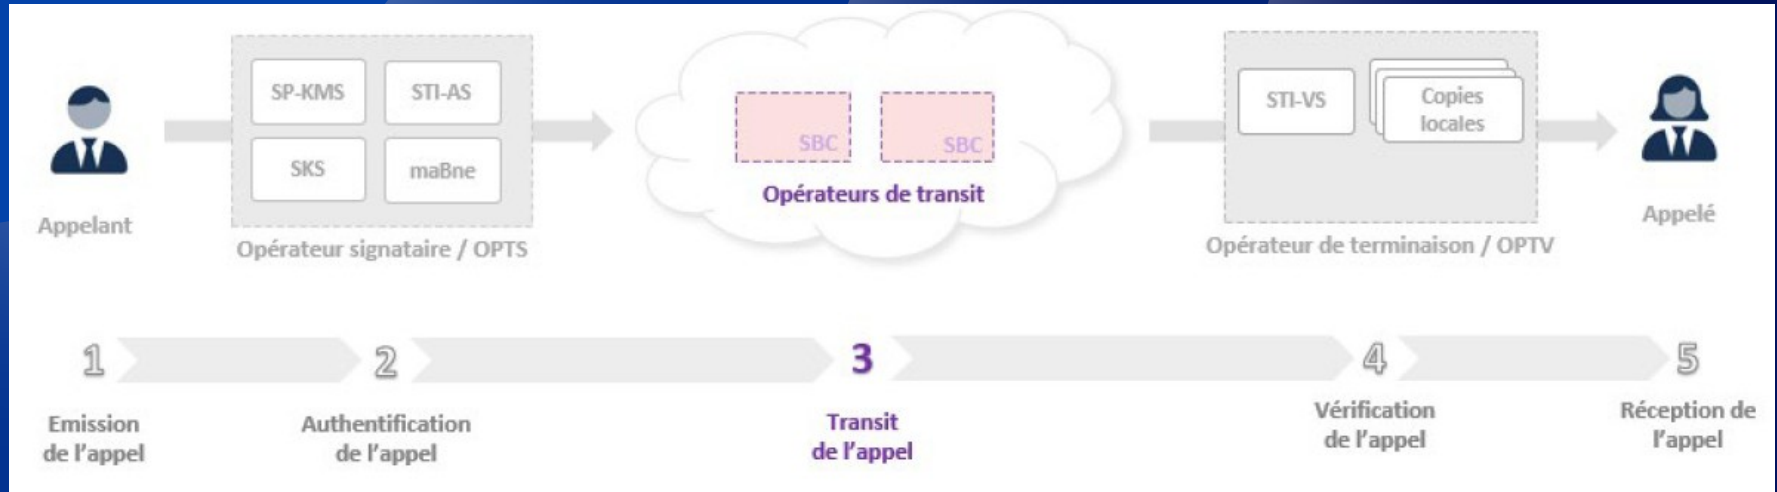 Appelant
SP-KMS
STI-AS
SKS
maBne
Opérateur signataire / OPTS
SBC
SBC
Opérateurs de transit
STI-VS
Copies
locales
Opérateur de terminaison / OPTV
Appelé
1
2
3
4
5
Emission
de l'appel
Authentification
de l'appel
Transit
de l'appel
Vérification
de l'appel
Réception de
l'appel